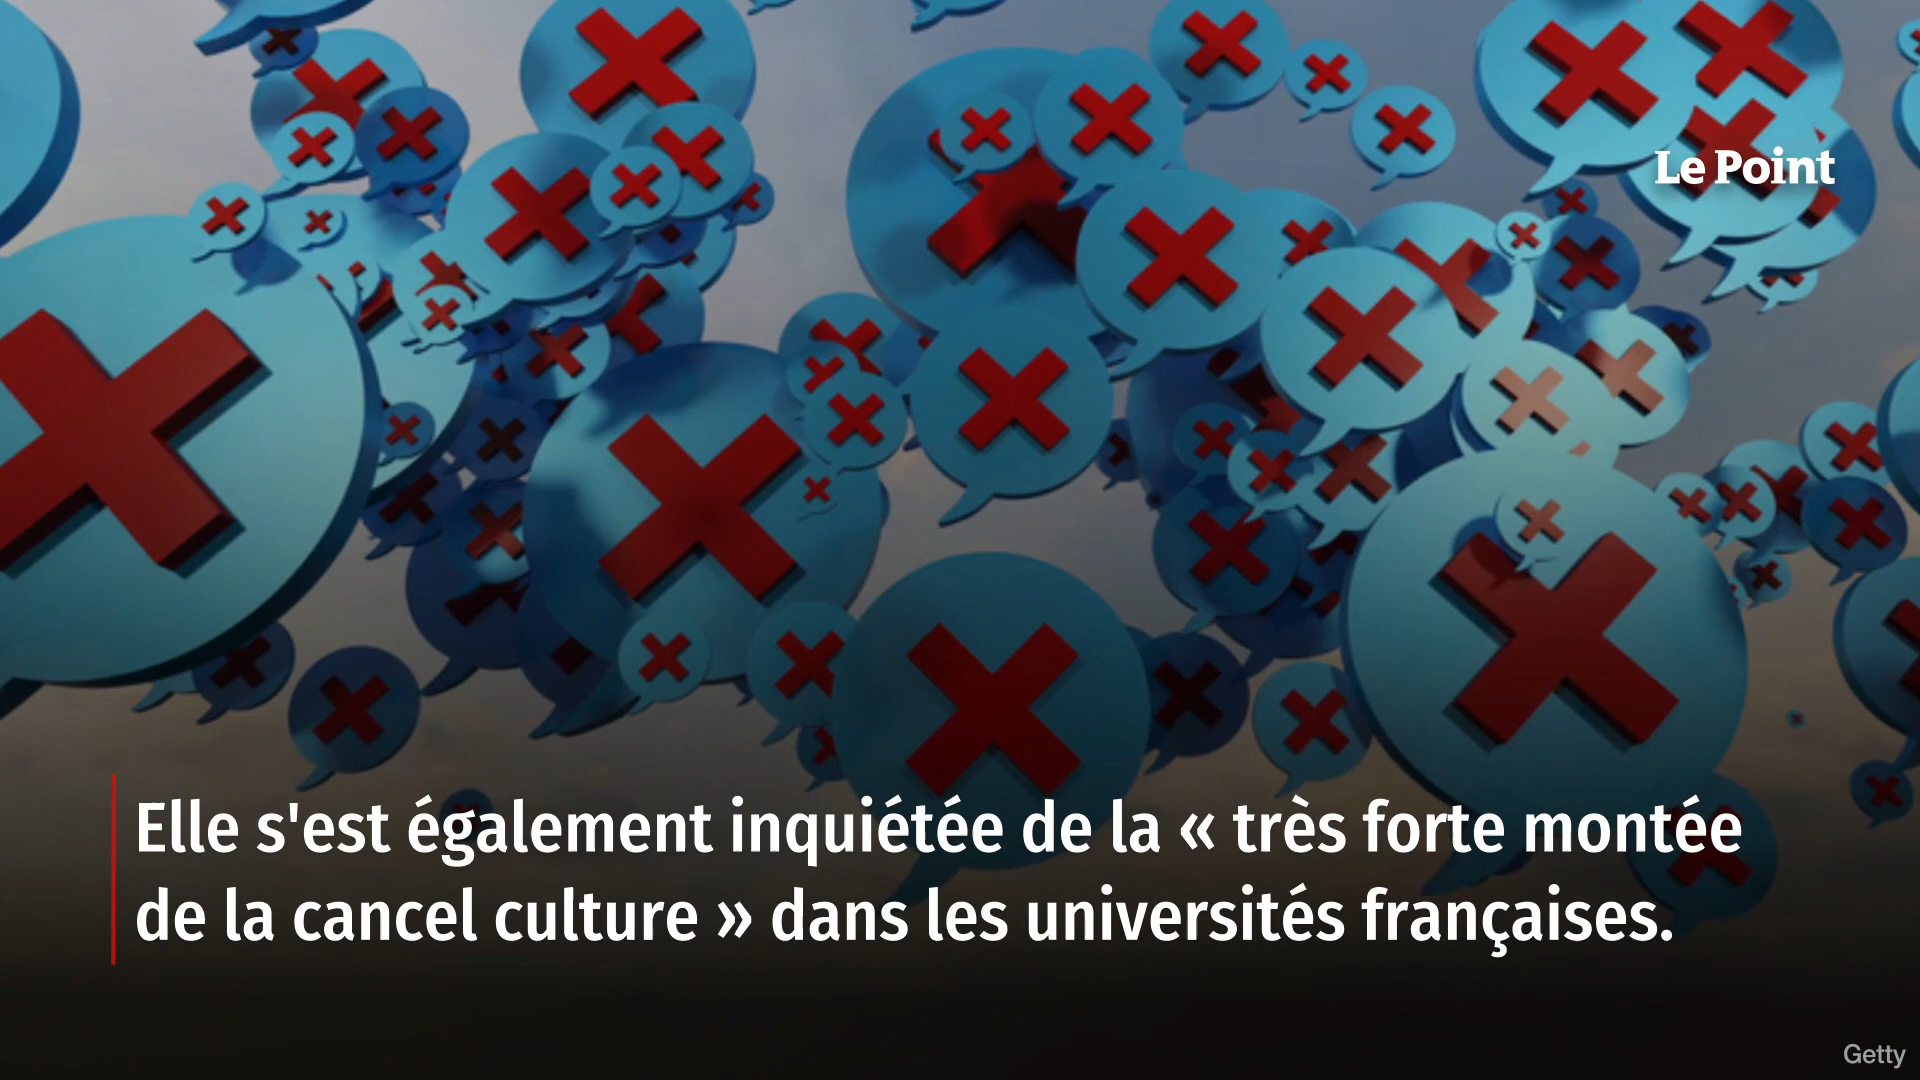 Le Point
Elle s'est également inquiétée de la « très forte montée
de la cancel culture » dans les universités françaises.
Getty